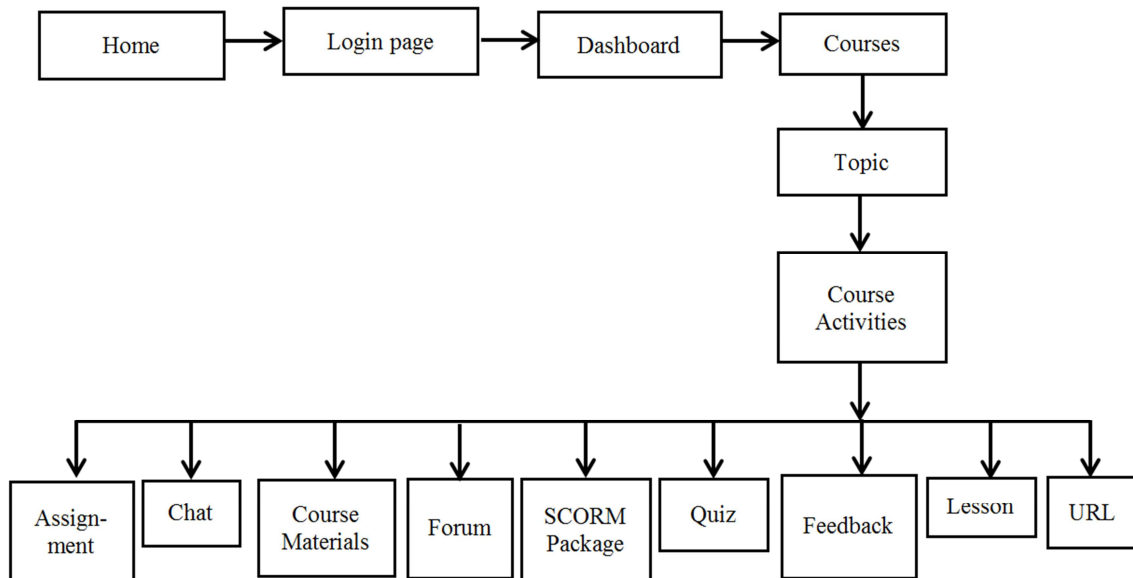 Home
Login page
Dashboard
Courses
Topic
Course
Activities
Assign-
ment
Chat
Course
Materials
Forum
SCORM
Package
Quiz
Feedback
Lesson
URL